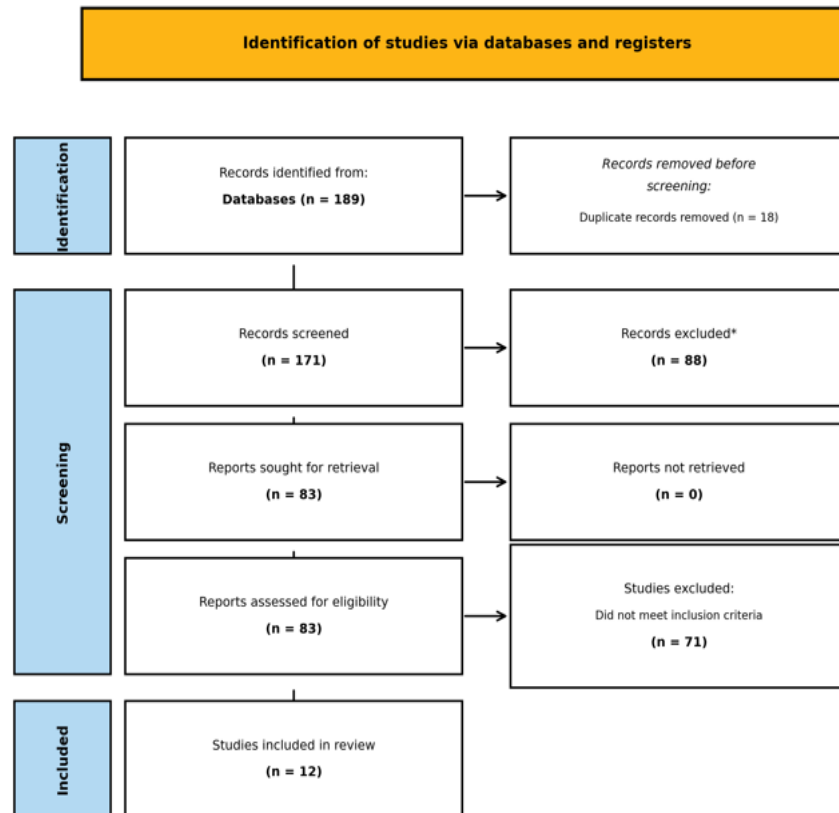 Identification of studies via databases and registers
Identification
Records identified from:
Databases (n = 189)
Records removed before
screening:
Duplicate records removed (n = 18)
Screening
Records screened
(n = 171)
Records excluded*
(n = 88)
Reports sought for retrieval
(n = 83)
Reports not retrieved
(n = 0)
Reports assessed for eligibility
(n = 83)
Studies excluded:
Did not meet inclusion criteria
(n = 71)
Included
Studies included in review
(n = 12)